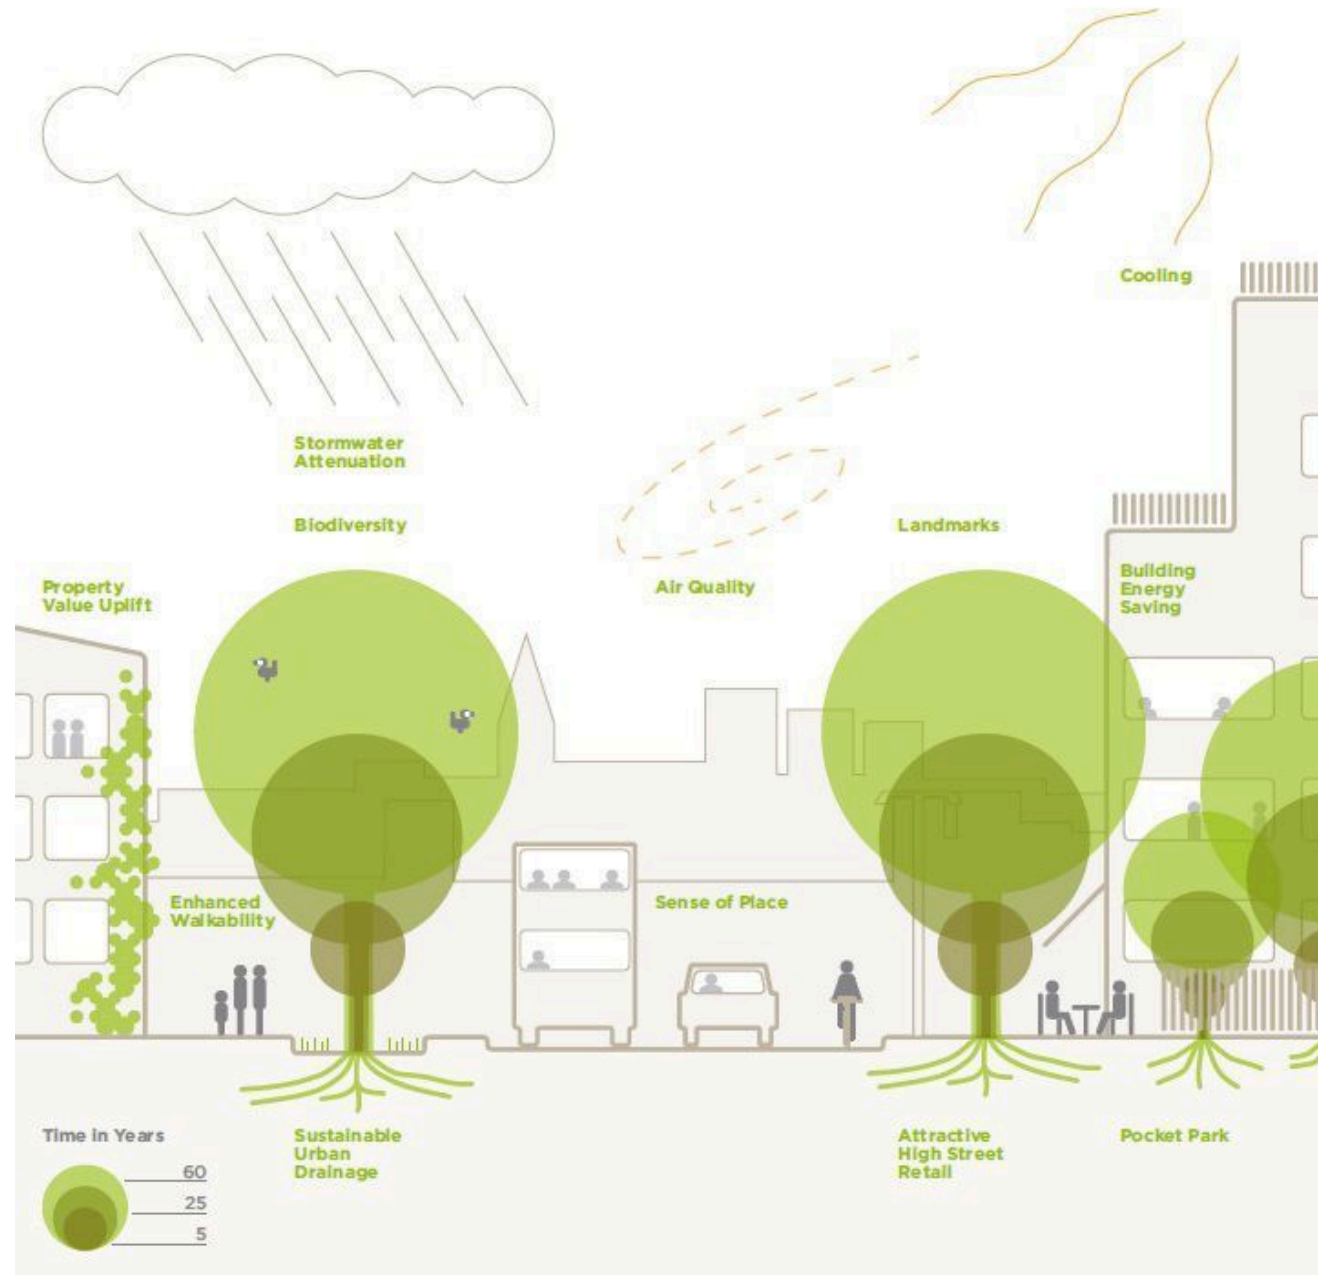 Cooling
Stormwater
Attenuation
Biodiversity
Landmarks
Property
Value Uplift
Air Quality
Building
Energy
Saving
Enhanced
Walkability
Sense of Place
Time in Years
60
25
5
Sustainable
Urban
Drainage
Attractive
High Street
Retail
Pocket Park